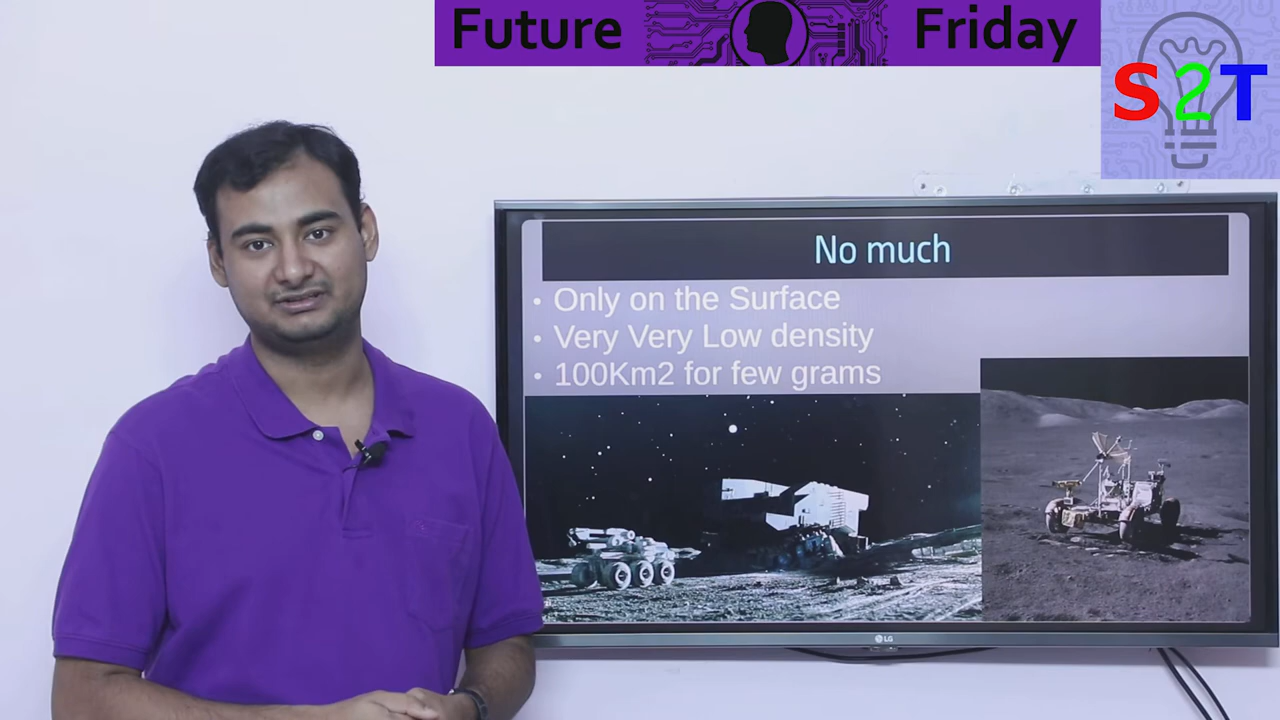 Future Friday
S2T
No much
• Only on the Surface
• Very Very Low density
• 100Km2 for few grams
LG